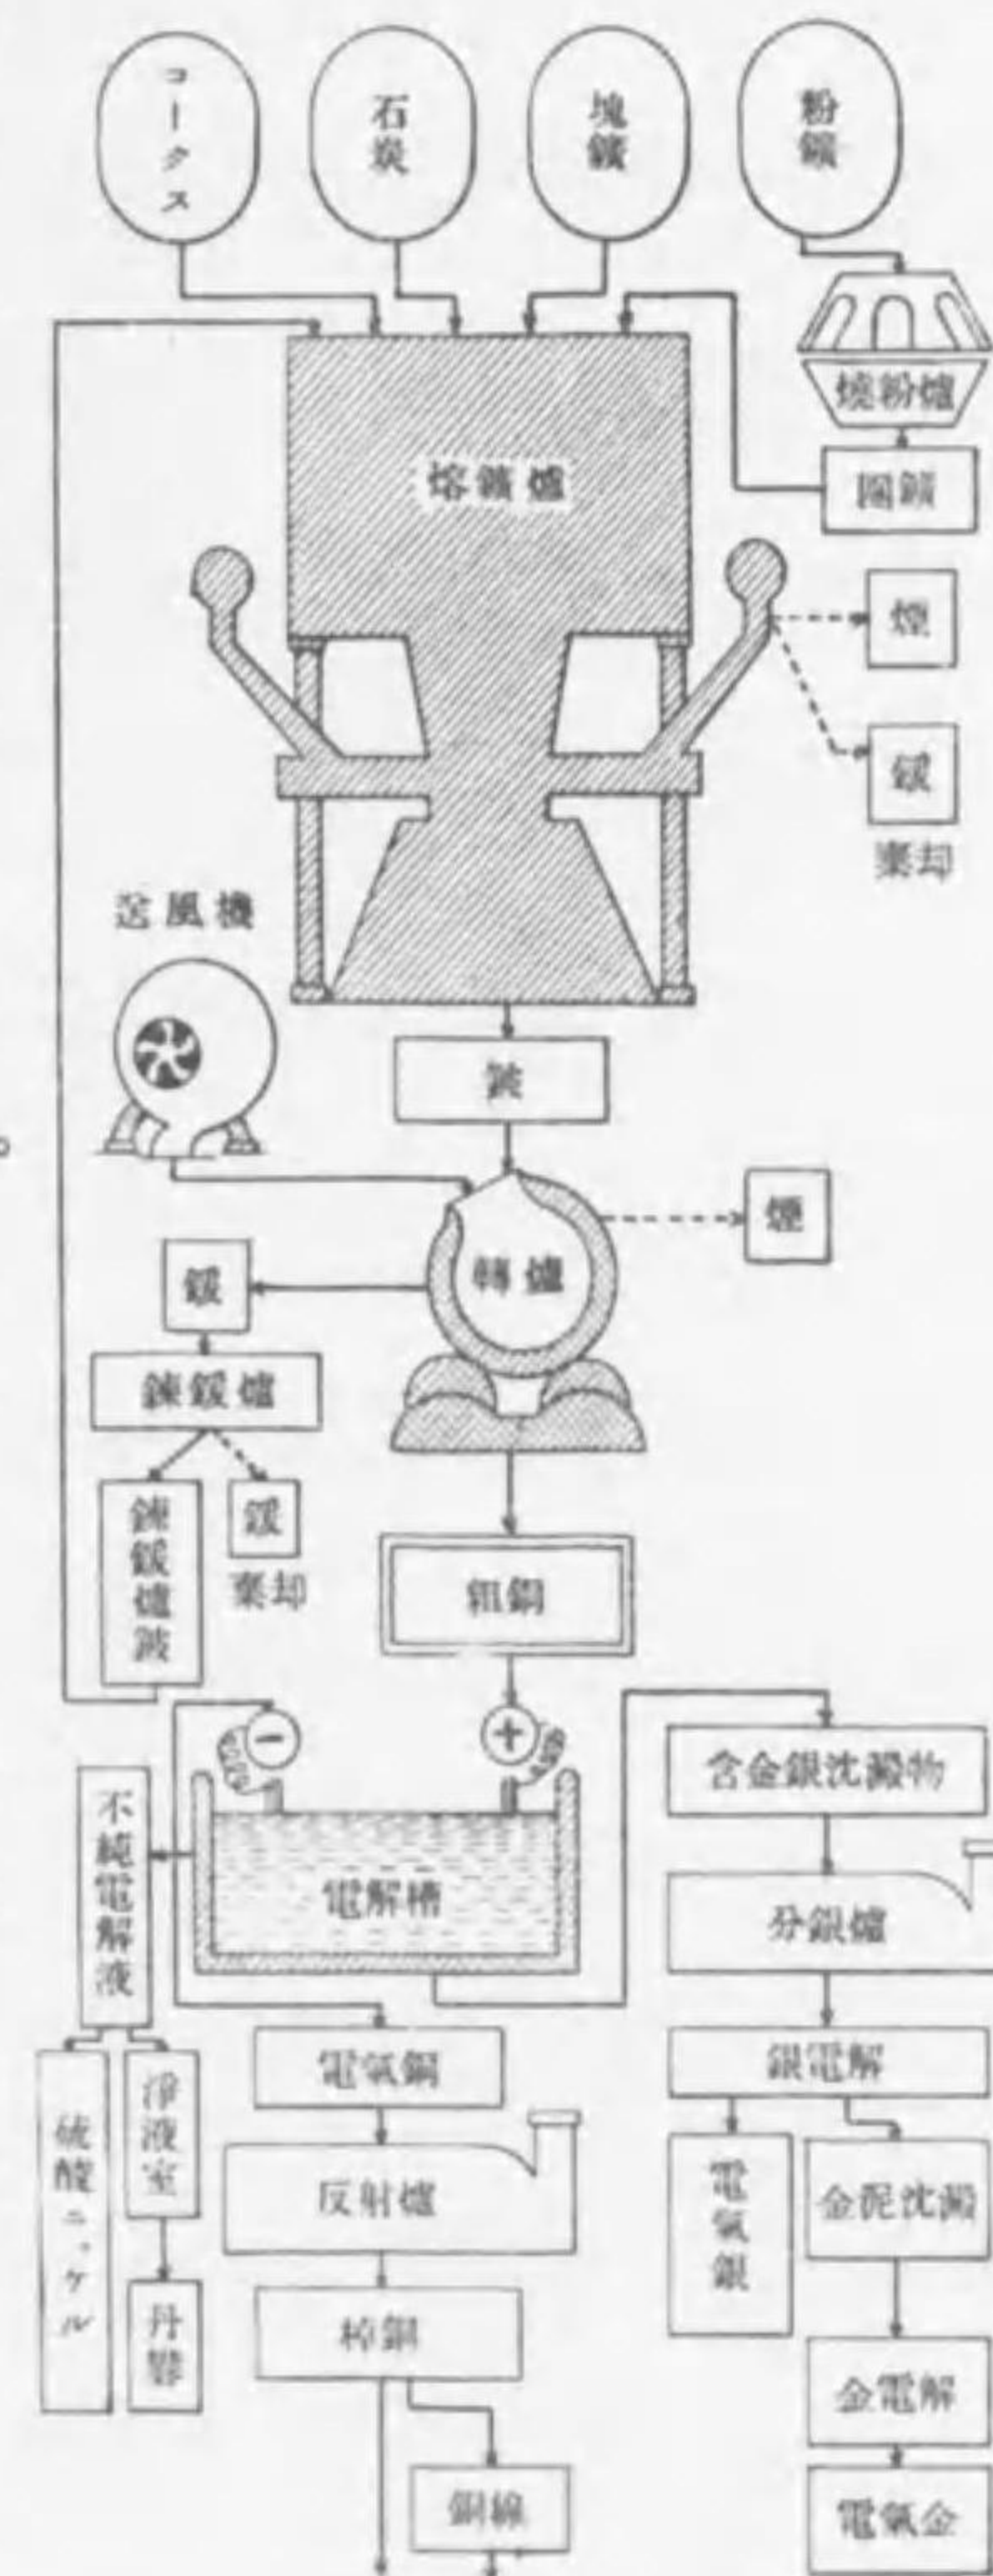 コークス
石炭
塊鑛
粉鑛
燒粉爐
團鑛
熔鑛爐
煙
鍰
棄却
送風機
鈹
轉爐
煙
鍰
鍊鍰爐
鍊鍰爐鈹
鍰
棄却
粗銅
−
+
電解槽
不純電解液
硫酸ニッケル
淨液室
丹礬
電氣銅
反射爐
棹銅
銅線
含金銀沈澱物
分銀爐
銀電解
電氣銀
金泥沈澱
金電解
電氣金